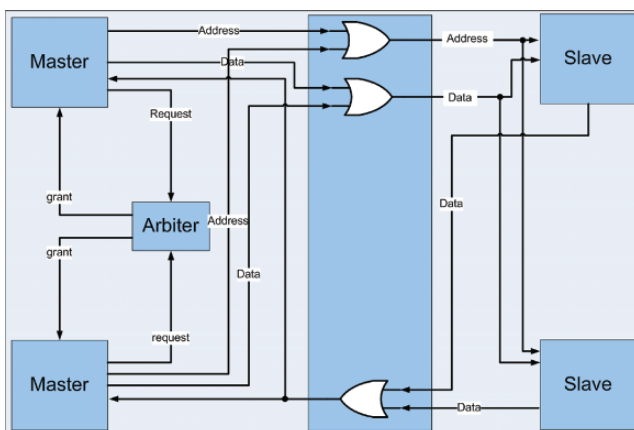 Address
Address
Master
Data
Slave
Data
Request
grant
Data
Arbiter
Address
grant
Data
request
Master
Slave
Data